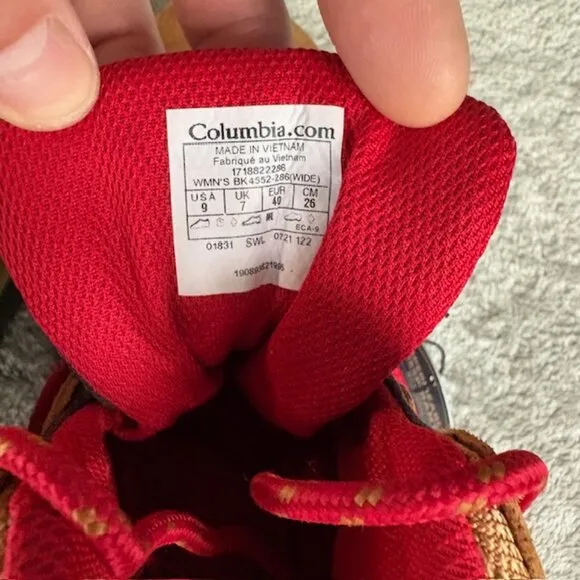 Columbia.com
MADE IN VIETNAM
Fabriqué au Vietnam
1718822286
WMN'S BK4552-286(WIDE)
USA UK EUR CM
9 7 40 26
ECA-9
01831 SWL 0721 122